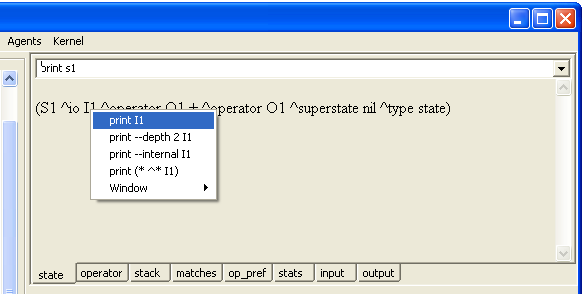 Agents Kernel
print s1
(S1 ^io I1 ^operator O1 + ^operator O1 ^superstate nil ^type state)
print I1
print --depth 2 I1
print --internal I1
print (* ^* I1)
Window
state operator stack matches op_pref stats input output